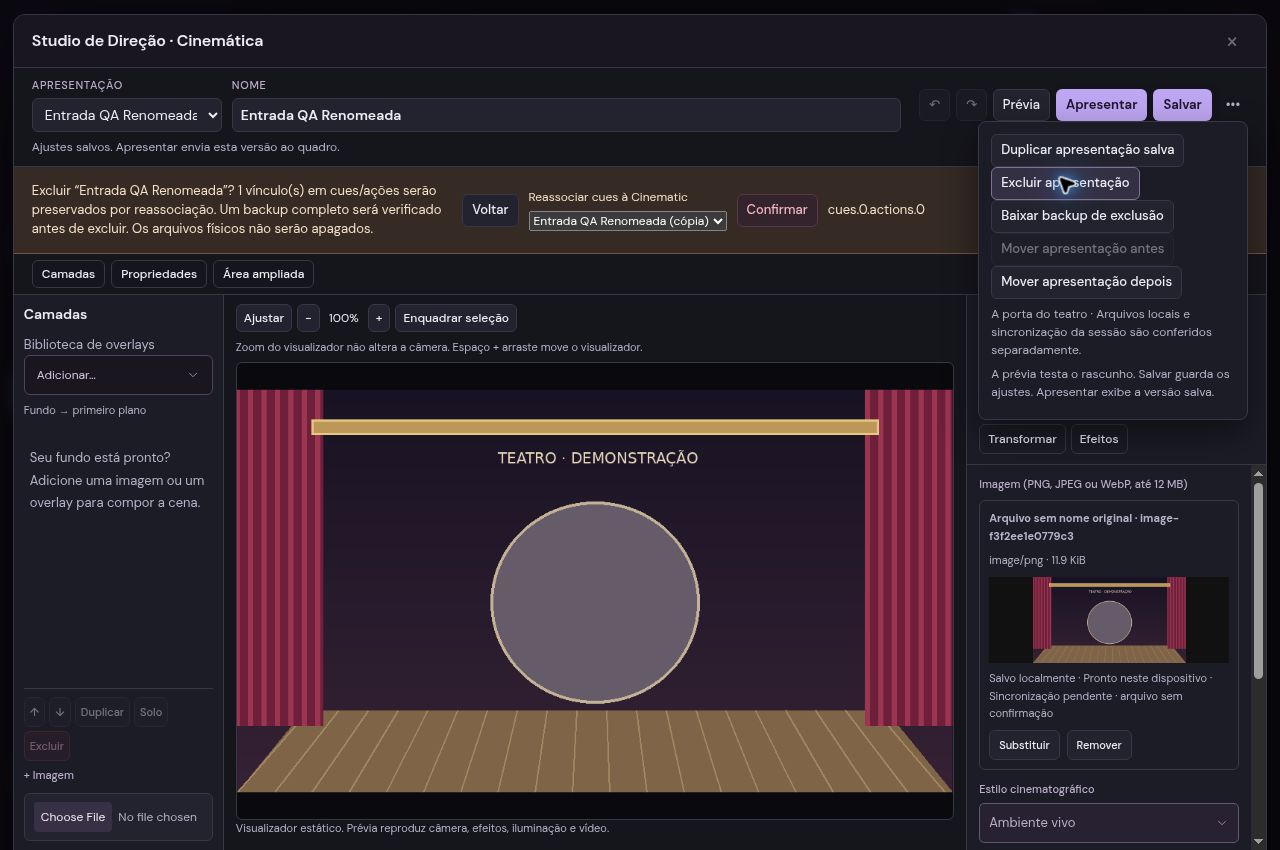 Studio de Direção · Cinemática
×
APRESENTAÇÃO
NOME
Entrada QA Renomeada
Entrada QA Renomeada
↶
↷
Prévia
Apresentar
Salvar
•••
Ajustes salvos. Apresentar envia esta versão ao quadro.
Duplicar apresentação salva
Excluir apresentação
Baixar backup de exclusão
Mover apresentação antes
Mover apresentação depois
A porta do teatro · Arquivos locais e
sincronização da sessão são conferidos
separadamente.
A prévia testa o rascunho. Salvar guarda os
ajustes. Apresentar exibe a versão salva.
Excluir “Entrada QA Renomeada”? 1 vínculo(s) em cues/ações serão
preservados por reassociação. Um backup completo será verificado
antes de excluir. Os arquivos físicos não serão apagados.
Voltar
Reassociar cues à Cinematic
Entrada QA Renomeada (cópia)
Confirmar
cues.0.actions.0
Camadas
Propriedades
Área ampliada
Camadas
Biblioteca de overlays
Adicionar…
Fundo → primeiro plano
Seu fundo está pronto?
Adicione uma imagem ou um
overlay para compor a cena.
↑
↓
Duplicar
Solo
Excluir
+ Imagem
Choose File
No file chosen
Ajustar
−
100%
+
Enquadrar seleção
Zoom do visualizador não altera a câmera. Espaço + arraste move o visualizador.
TEATRO · DEMONSTRAÇÃO
Visualizador estático. Prévia reproduz câmera, efeitos, iluminação e vídeo.
Transformar
Efeitos
Imagem (PNG, JPEG ou WebP, até 12 MB)
Arquivo sem nome original · image-
f3f2ee1e0779c3
image/png · 11.9 KiB
TEATRO · DEMONSTRAÇÃO
Salvo localmente · Pronto neste dispositivo ·
Sincronização pendente · arquivo sem
confirmação
Substituir
Remover
Estilo cinematográfico
Ambiente vivo